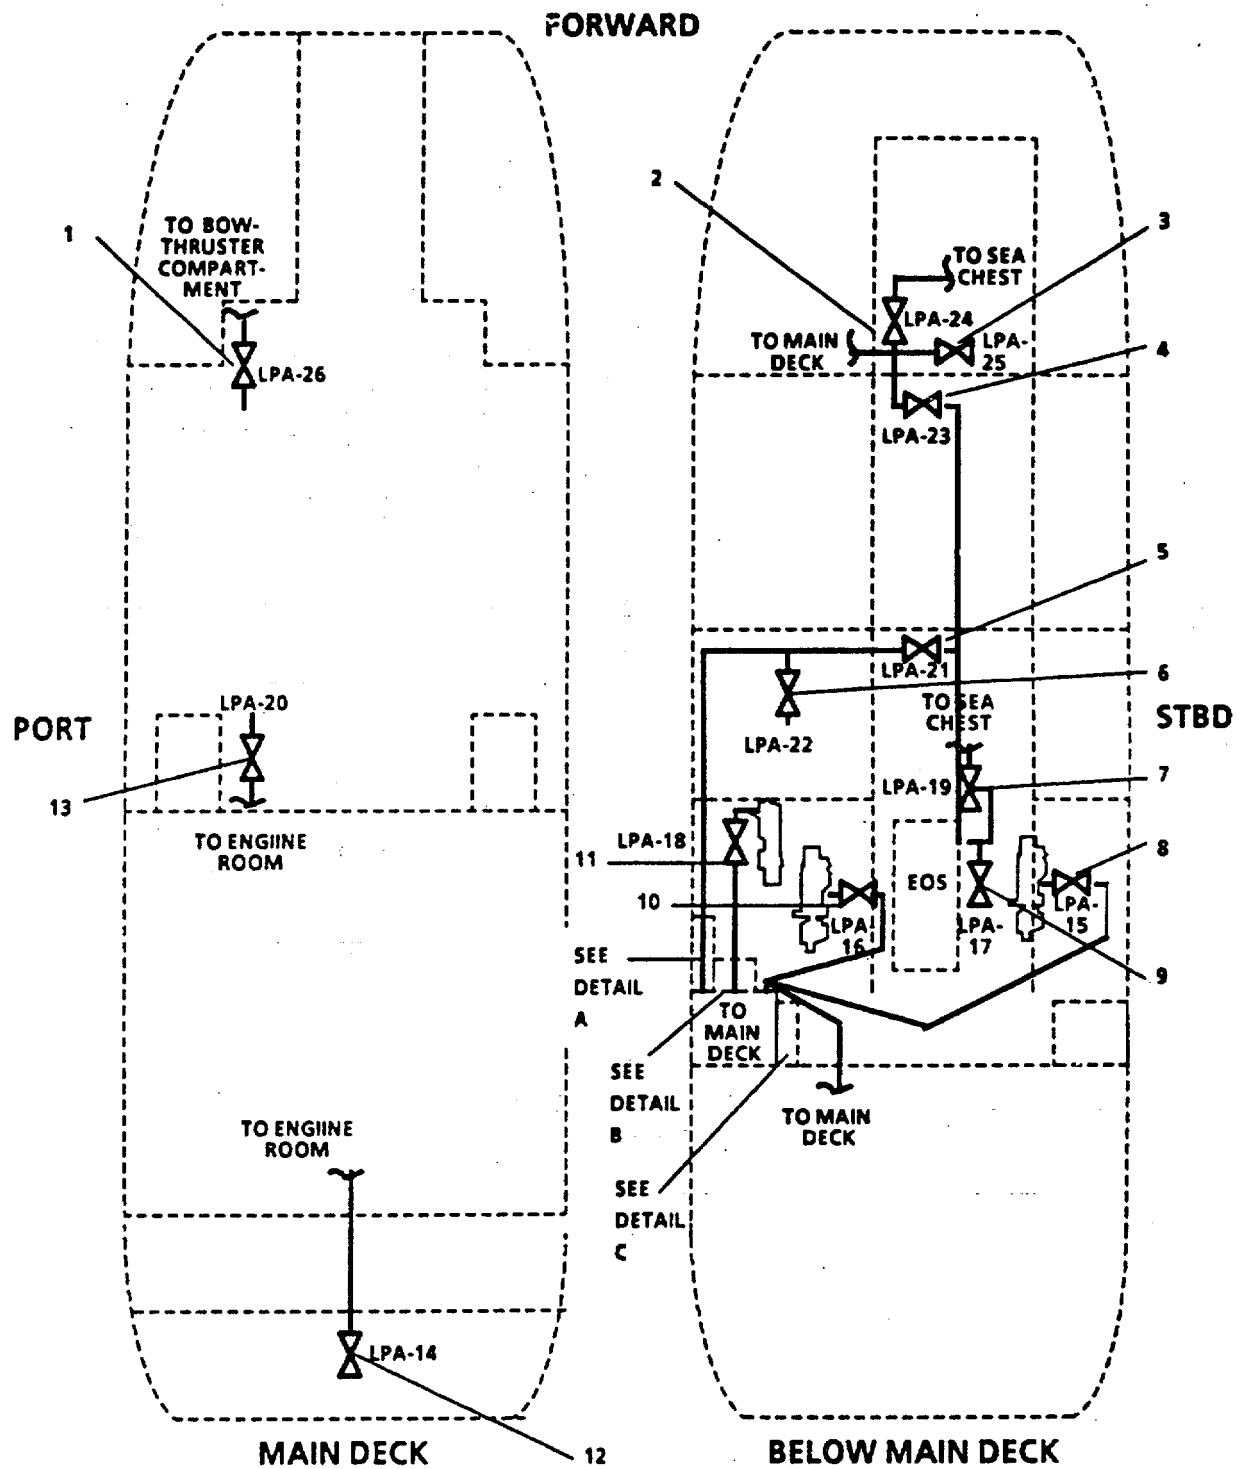 FORWARD
1
TO BOW-
THRUSTER
COMPART-
MENT
LPA-26
LPA-20
PORT
13
TO ENGIINE
ROOM
TO ENGIINE
ROOM
LPA-14
12
MAIN DECK
2
3
TO SEA
CHEST
LPA-24
TO MAIN
DECK
LPA-
25
4
LPA-23
5
LPA-21
6
TO SEA
CHEST
LPA-22
STBD
LPA-19
7
LPA-18
11
8
EOS
10
LPA
16
LPA-
17
LPA-
15
9
SEE
DETAIL
A
TO
MAIN
DECK
SEE
DETAIL
B
TO MAIN
DECK
SEE
DETAIL
C
BELOW MAIN DECK